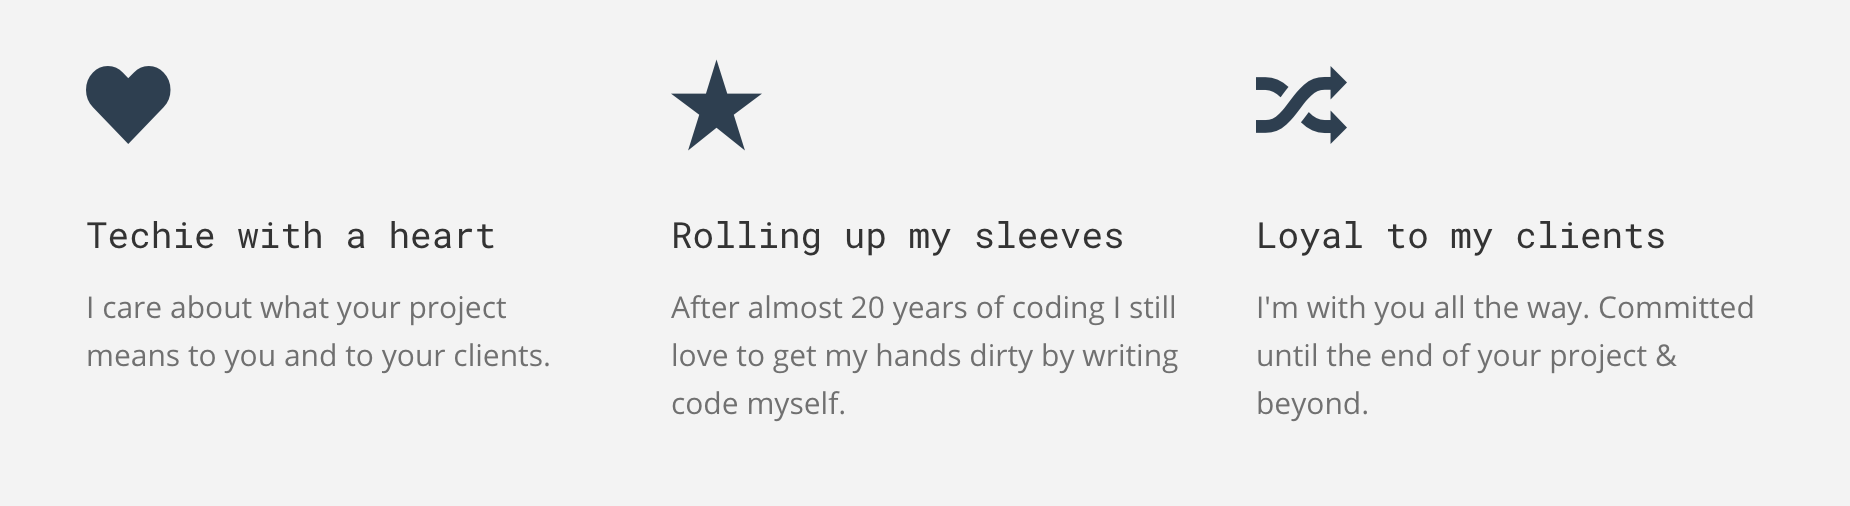 Techie with a heart
I care about what your project
means to you and to your clients.
Rolling up my sleeves
After almost 20 years of coding I still
love to get my hands dirty by writing
code myself.
Loyal to my clients
I'm with you all the way. Committed
until the end of your project &
beyond.